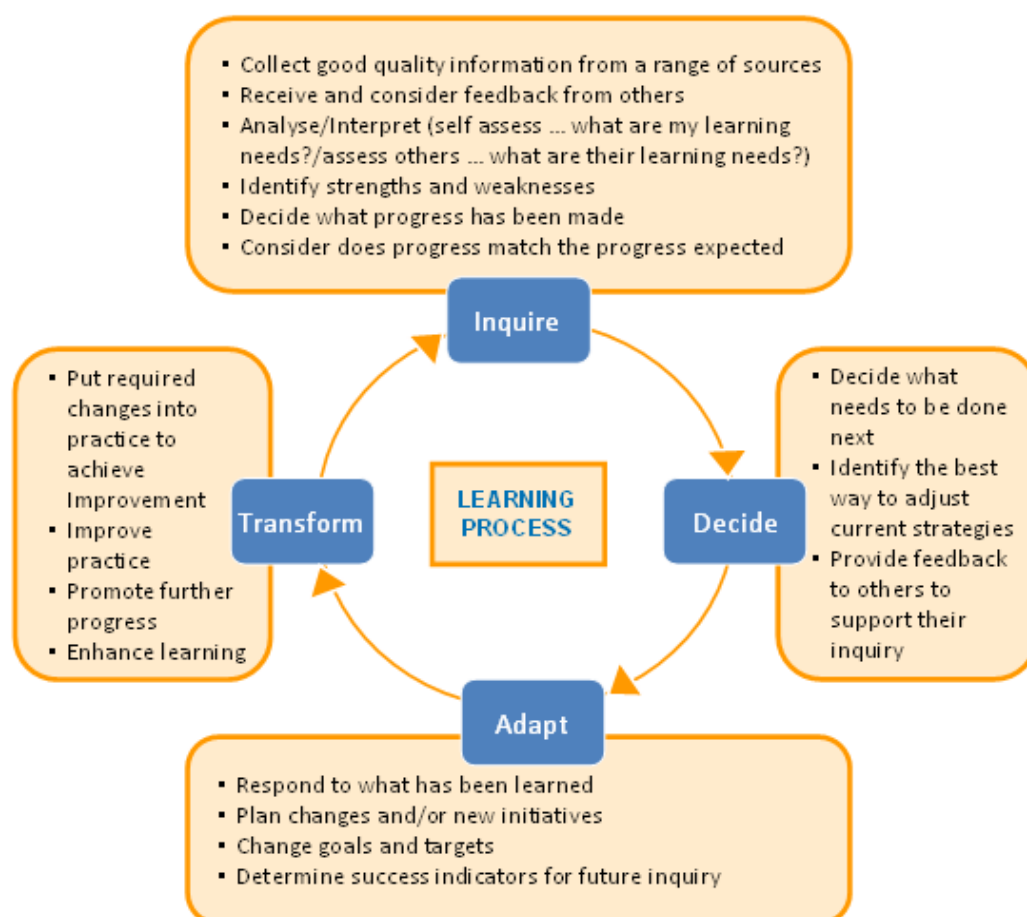 ▪ Collect good quality information from a range of sources
▪ Receive and consider feedback from others
▪ Analyse/Interpret (self assess ... what are my learning
needs?/assess others ... what are their learning needs?)
▪ Identify strengths and weaknesses
▪ Decide what progress has been made
▪ Consider does progress match the progress expected
Inquire
▪ Put required
changes into
practice to
achieve
Improvement
▪ Improve
practice
▪ Promote further
progress
▪ Enhance learning
Transform
LEARNING
PROCESS
Decide
▪ Decide what
needs to be done
next
▪ Identify the best
way to adjust
current strategies
▪ Provide feedback
to others to
support their
inquiry
Adapt
▪ Respond to what has been learned
▪ Plan changes and/or new initiatives
▪ Change goals and targets
▪ Determine success indicators for future inquiry